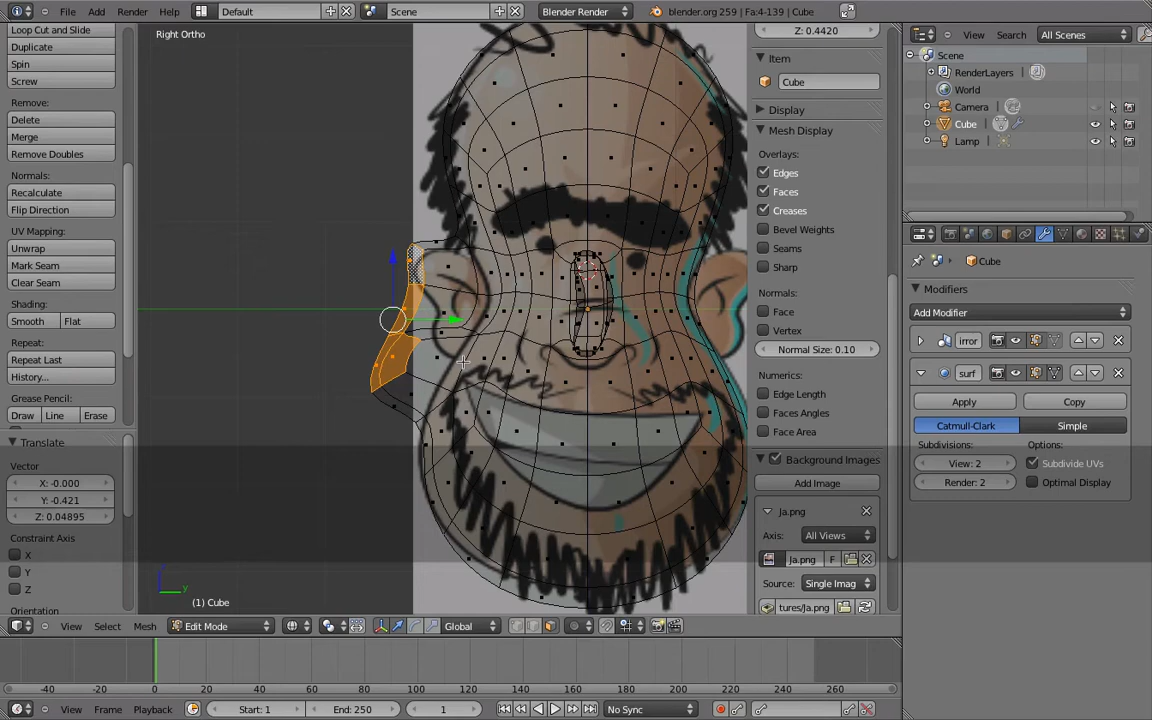 File Add Render Window Help Default Scene Blender Render blender.org 259 | Fa:4-139 | Cube
Loop Cut and Slide
Duplicate
Spin
Screw
Remove:
Delete
Merge
Remove Doubles
Normals:
Recalculate
Flip Direction
UV Mapping:
Unwrap
Mark Seam
Clear Seam
Shading:
Smooth Flat
Repeat:
Repeat Last
History...
Grease Pencil:
Draw Line Erase
Translate
Vector
X: -0.000
Y: -0.421
Z: 0.04895
Constraint Axis
X
Y
Z
Orientation
Right Ortho
z
y
(1) Cube
Z: 0.4420
Item
Cube
Display
Mesh Display
Overlays:
Edges
Faces
Creases
Bevel Weights
Seams
Sharp
Normals:
Face
Vertex
Normal Size: 0.10
Numerics:
Edge Length
Faces Angles
Face Area
Background Images
Add Image
Ja.png
Axis: All Views
Ja.png F
Source: Single Imag
tures/Ja.png
View Search All Scenes
Scene
RenderLayers
World
Camera
Cube
Lamp
Cube
Modifiers
Add Modifier
irror
surf
Apply Copy
Catmull-Clark Simple
Subdivisions: Options:
View: 2 Subdivide UVs
Render: 2 Optimal Display
View Select Mesh Edit Mode Global
-40 -20 0 20 40 60 80 100 120 140 160 180 200 220 240 260
View Frame Playback Start: 1 End: 250 1 No Sync